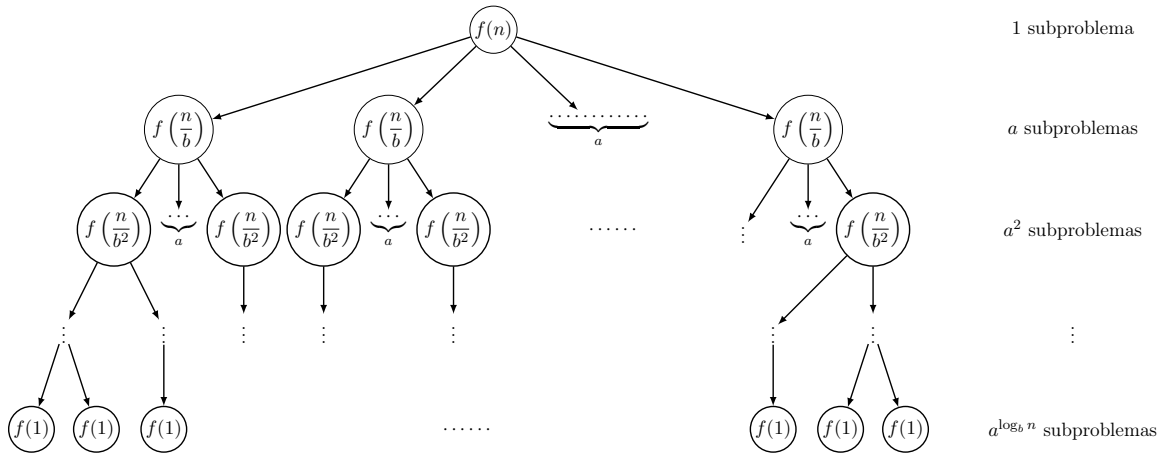 f(n) 1 subproblema
f(n/b) f(n/b) ........... a f(n/b) a subproblemas
f(n/b²) ... a f(n/b²) f(n/b²) ... a f(n/b²) ...... ⋮ ... a f(n/b²) a² subproblemas
⋮ ⋮ ⋮ ⋮ ⋮ ⋮ ⋮ ⋮
f(1) f(1) f(1) ...... f(1) f(1) f(1) a^{log_b n} subproblemas